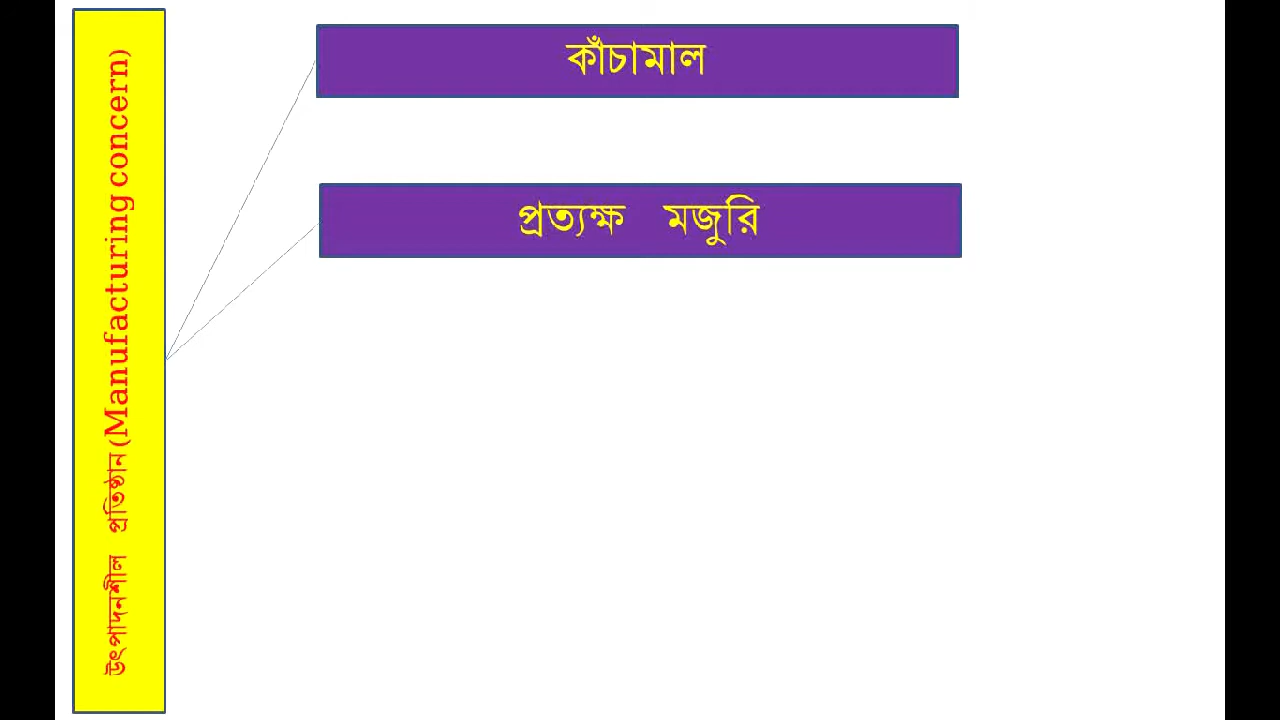 উৎপাদনশীল প্রতিষ্ঠান (Manufacturing concern)
কাঁচামাল
প্রত্যক্ষ মজুরি